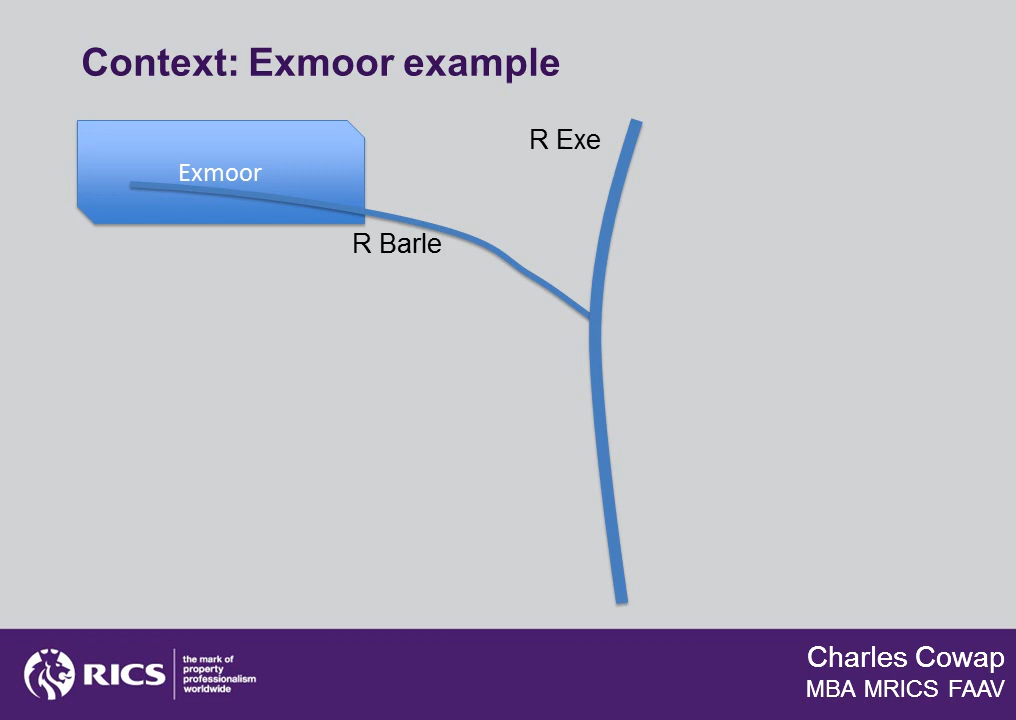 Context: Exmoor example
R Exe
Exmoor
R Barle
RICS
the mark of
property
professionalism
worldwide
Charles Cowap
MBA MRICS FAAV